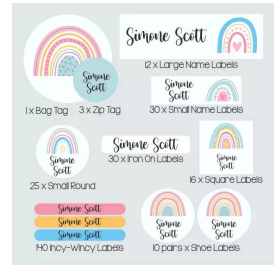 Simone Scott
12 x Large Name Labels
Simone
Scott
1 x Bag Tag
3 x Zip Tag
Simone Scott
30 x Small Name Labels
Simone Scott
30 x Iron On Labels
Simone
Scott
25 x Small Round
Simone
Scott
16 x Square Labels
Simone Scott
Simone Scott
Simone Scott
140 Incy-Wincy Labels
Simone
Scott
Simone
Scott
10 pairs x Shoe Labels